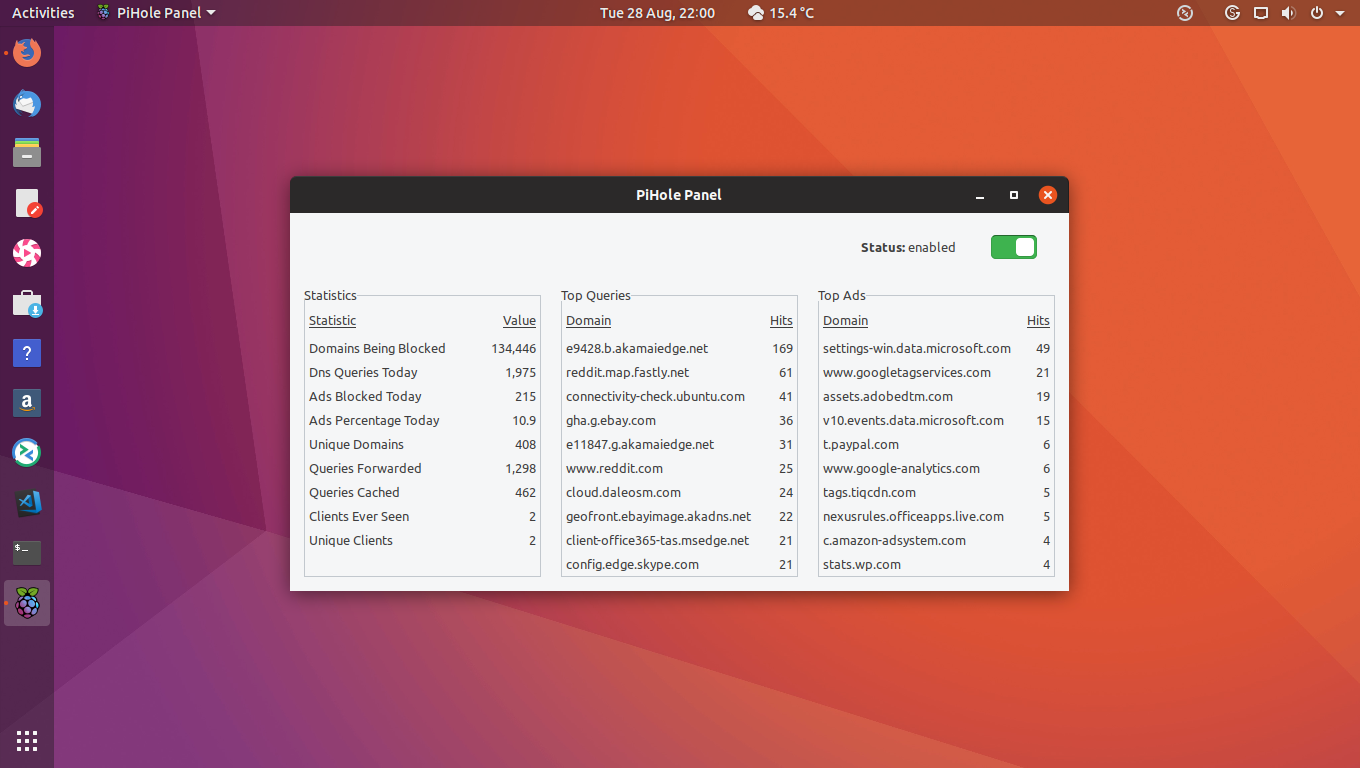 Activities PiHole Panel Tue 28 Aug, 22:00 15.4 °C
PiHole Panel
Status: enabled
Statistics
Statistic Value
Domains Being Blocked 134,446
Dns Queries Today 1,975
Ads Blocked Today 215
Ads Percentage Today 10.9
Unique Domains 408
Queries Forwarded 1,298
Queries Cached 462
Clients Ever Seen 2
Unique Clients 2
Top Queries
Domain Hits
e9428.b.akamaiedge.net 169
reddit.map.fastly.net 61
connectivity-check.ubuntu.com 41
gha.g.ebay.com 36
e11847.g.akamaiedge.net 31
www.reddit.com 25
cloud.daleosm.com 24
geofront.ebayimage.akadns.net 22
client-office365-tas.msedge.net 21
config.edge.skype.com 21
Top Ads
Domain Hits
settings-win.data.microsoft.com 49
www.googletagservices.com 21
assets.adobedtm.com 19
v10.events.data.microsoft.com 15
t.paypal.com 6
www.google-analytics.com 6
tags.tiqcdn.com 5
nexusrules.officeapps.live.com 5
c.amazon-adsystem.com 4
stats.wp.com 4
?
a
$_